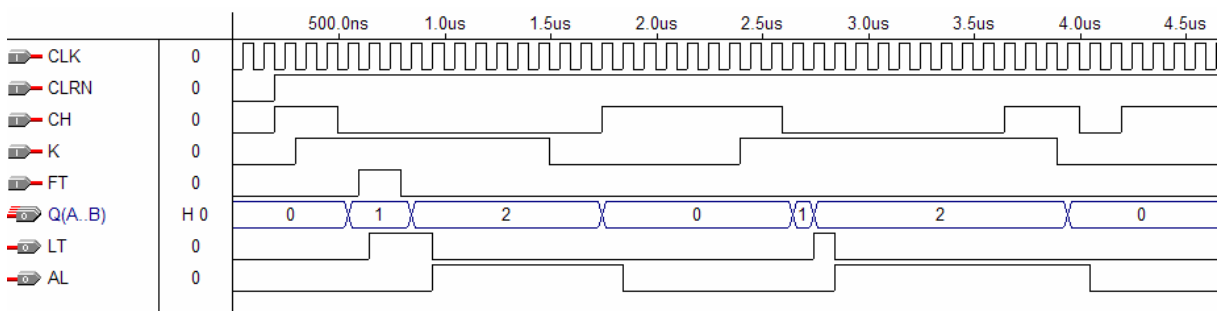 500.0ns 1.0us 1.5us 2.0us 2.5us 3.0us 3.5us 4.0us 4.5us
CLK 0
CLRN 0
CH 0
K 0
FT 0
Q(A..B) H 0 0 1 2 0 1 2 0
LT 0
AL 0